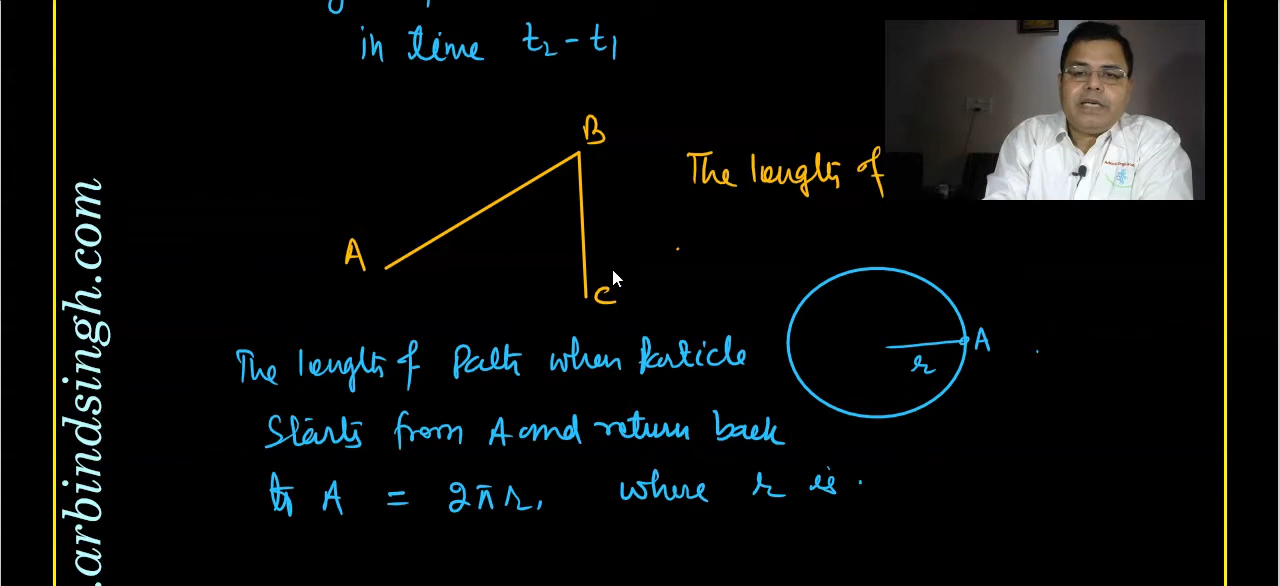 in time t₂ - t₁
B
The length of
A
C
The length of Path when Particle
A
r
Starts from A and return back
to A = 2πr, where r is
.arbindsingh.com